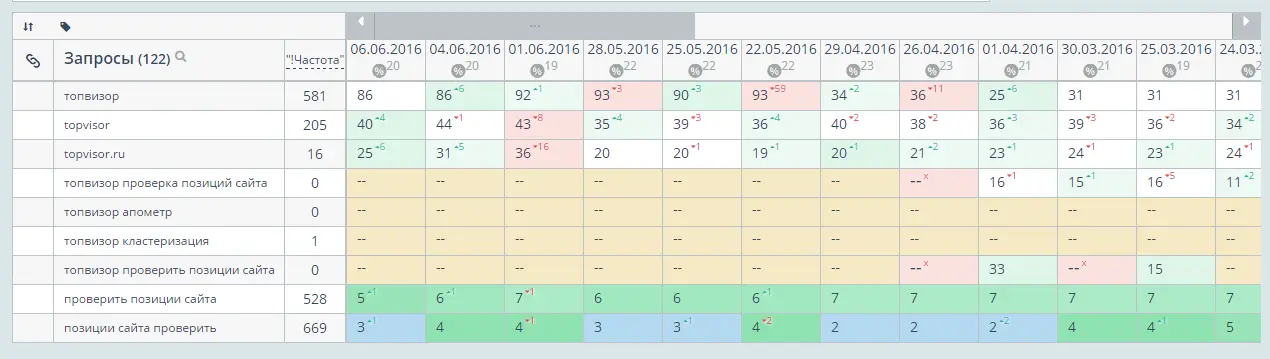 ...
06.06.2016 04.06.2016 01.06.2016 28.05.2016 25.05.2016 22.05.2016 29.04.2016 26.04.2016 01.04.2016 30.03.2016 25.03.2016 24.03.
Запросы (122) "!Частота" % 20 % 20 % 19 % 22 % 22 % 22 % 23 % 23 % 21 % 21 % 19 %
топвизор 581 86 86 6 92 1 93 3 90 3 93 59 34 2 36 11 25 6 31 31 31
topvisor 205 40 4 44 1 43 8 35 4 39 3 36 4 40 2 38 2 36 3 39 3 36 2 34 2
topvisor.ru 16 25 6 31 5 36 16 20 20 1 19 1 20 1 21 2 23 1 24 1 23 1 24 1
топвизор проверка позиций сайта 0 -- -- -- -- -- -- -- -- x 16 1 15 1 16 5 11 2
топвизор апометр 0 -- -- -- -- -- -- -- -- -- -- -- --
топвизор кластеризация 1 -- -- -- -- -- -- -- -- -- -- -- --
топвизор проверить позиции сайта 0 -- -- -- -- -- -- -- -- x 33 -- x 15 --
проверить позиции сайта 528 5 1 6 1 7 1 6 6 6 1 7 7 7 7 7 7
позиции сайта проверить 669 3 1 4 4 1 3 3 1 4 2 2 2 2 2 4 4 1 5